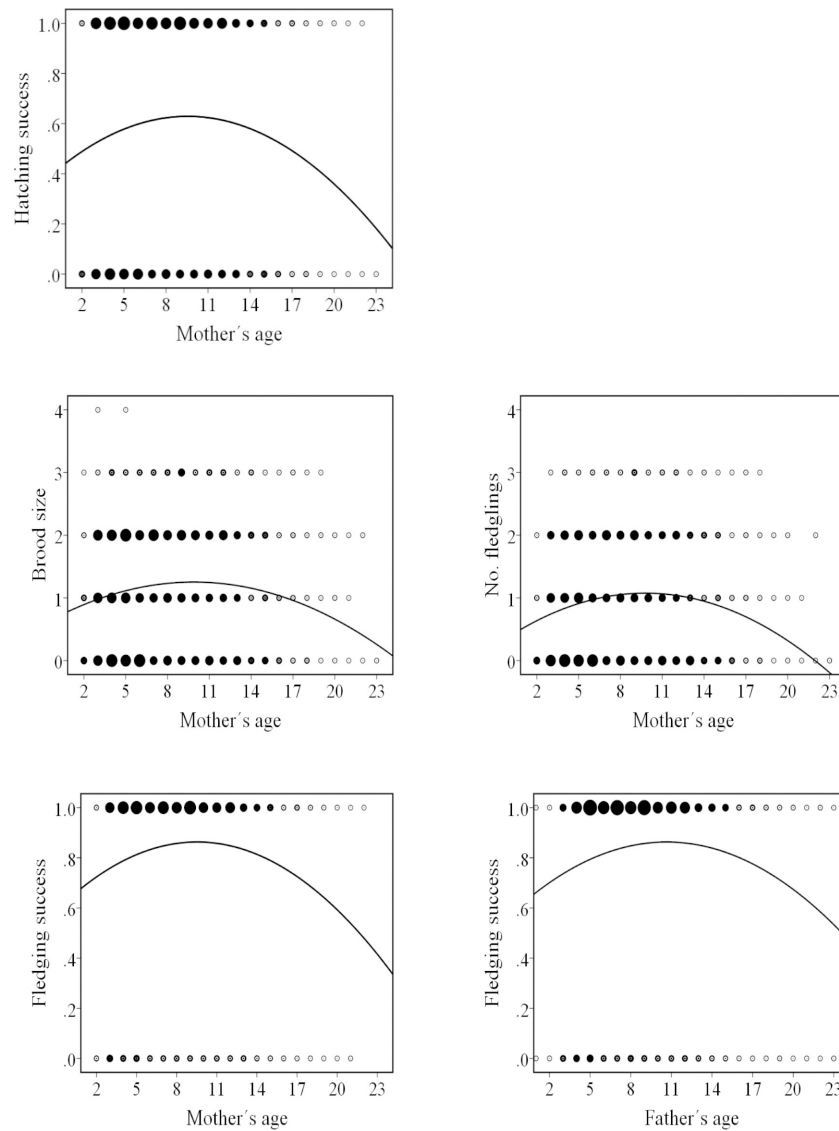 Hatching success
1.0
.8
.6
.4
.2
.0
2 5 8 11 14 17 20 23
Mother´s age
Brood size
4
3
2
1
0
2 5 8 11 14 17 20 23
Mother´s age
No. fledglings
4
3
2
1
0
2 5 8 11 14 17 20 23
Mother´s age
Fledging success
1.0
.8
.6
.4
.2
.0
2 5 8 11 14 17 20 23
Mother´s age
Fledging success
1.0
.8
.6
.4
.2
.0
2 5 8 11 14 17 20 23
Father´s age